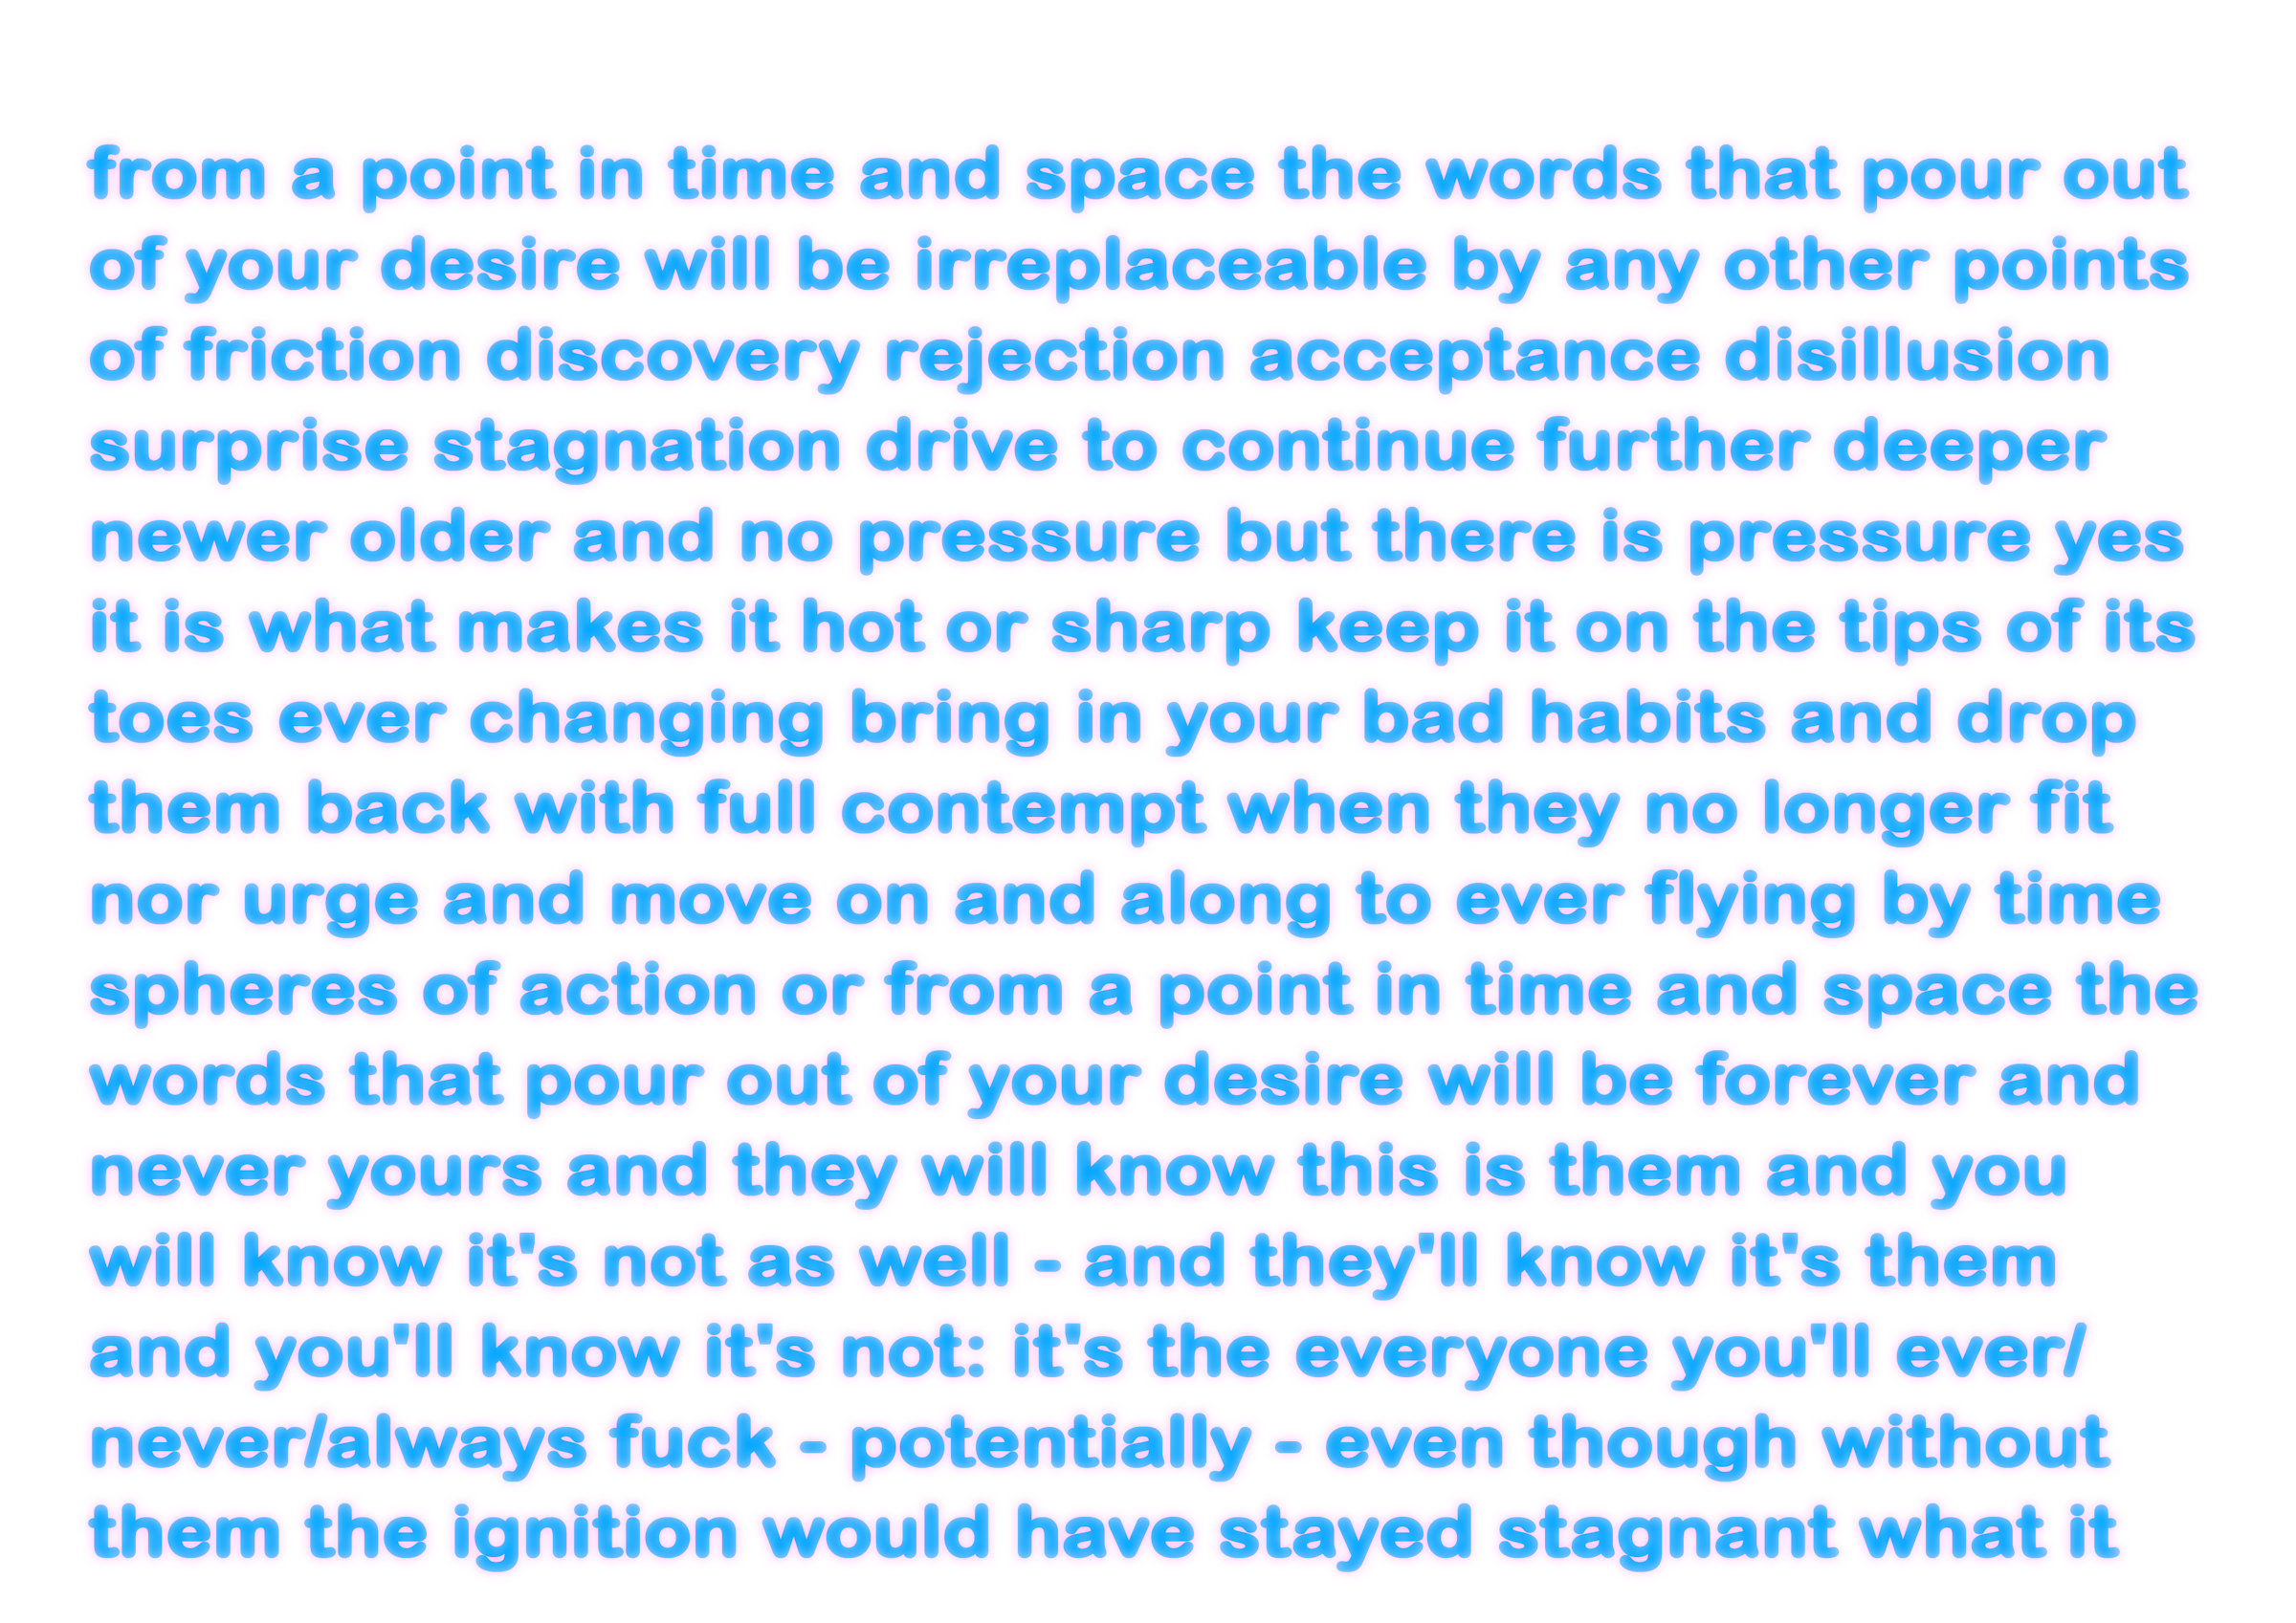 from a point in time and space the words that pour out
of your desire will be irreplaceable by any other points
of friction discovery rejection acceptance disillusion
surprise stagnation drive to continue further deeper
newer older and no pressure but there is pressure yes
it is what makes it hot or sharp keep it on the tips of its
toes ever changing bring in your bad habits and drop
them back with full contempt when they no longer fit
nor urge and move on and along to ever flying by time
spheres of action or from a point in time and space the
words that pour out of your desire will be forever and
never yours and they will know this is them and you
will know it's not as well - and they'll know it's them
and you'll know it's not: it's the everyone you'll ever/
never/always fuck - potentially - even though without
them the ignition would have stayed stagnant what it